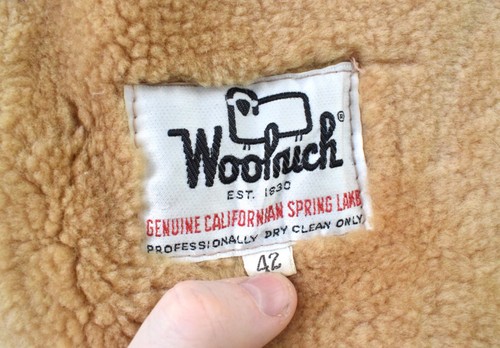 Woolrich®
EST. 1830
GENUINE CALIFORNIAN SPRING LAMB
PROFESSIONALLY DRY CLEAN ONLY
42